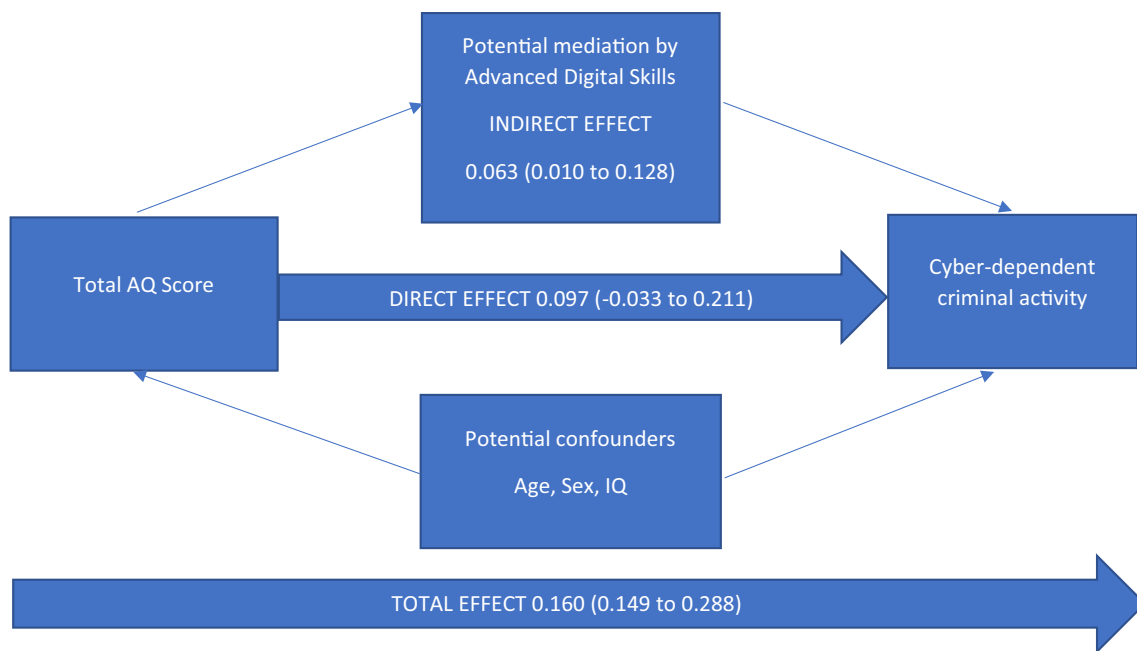 Potential mediation by
Advanced Digital Skills
INDIRECT EFFECT
0.063 (0.010 to 0.128)
Total AQ Score
DIRECT EFFECT 0.097 (-0.033 to 0.211)
Cyber-dependent
criminal activity
Potential confounders
Age, Sex, IQ
TOTAL EFFECT 0.160 (0.149 to 0.288)